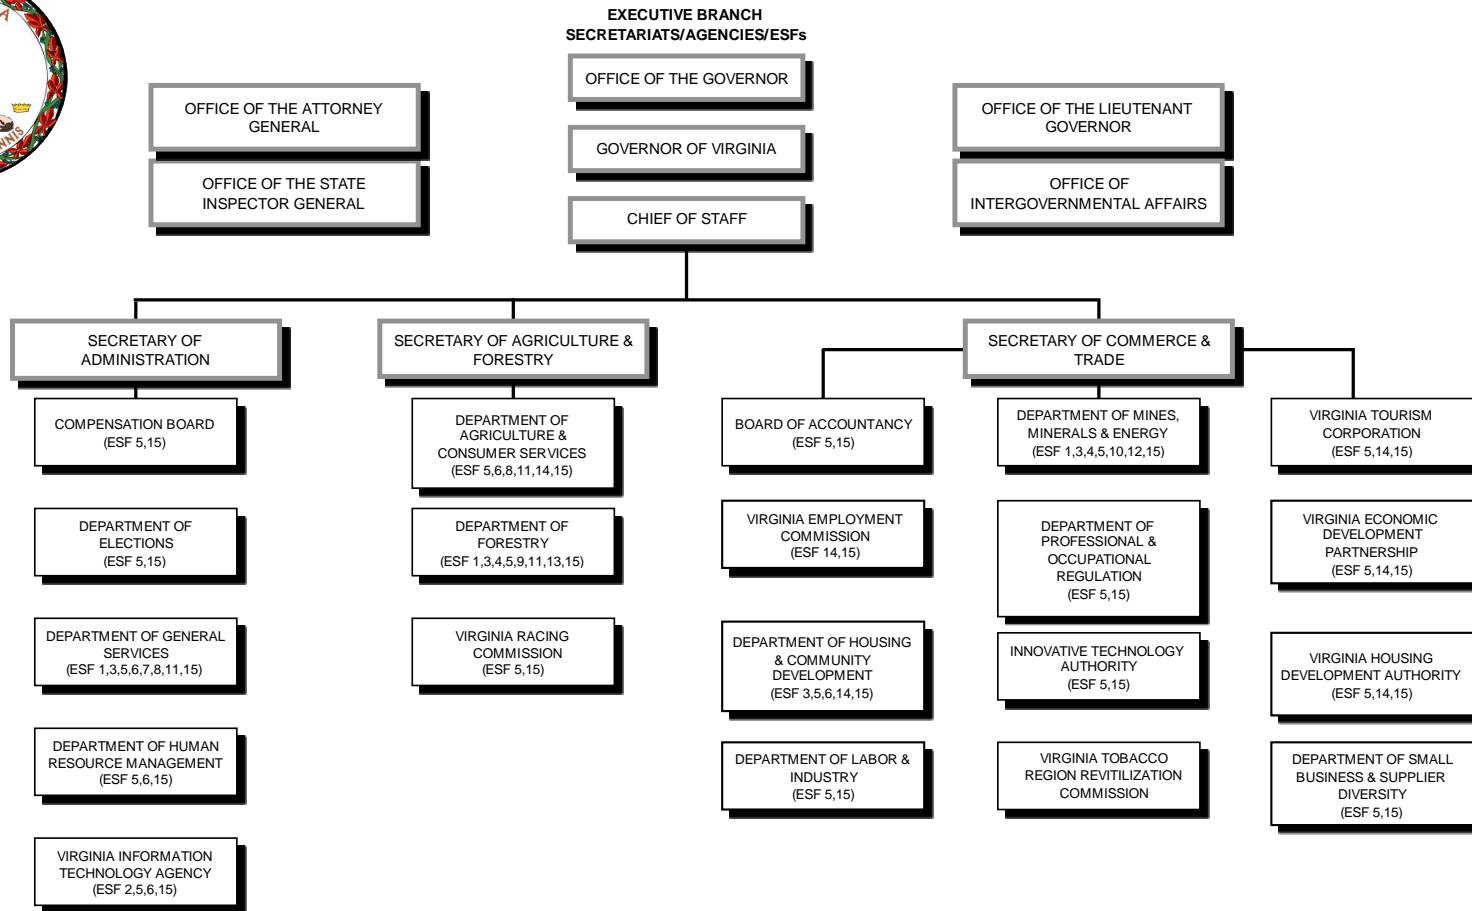 EXECUTIVE BRANCH
SECRETARIATS/AGENCIES/ESFs
OFFICE OF THE GOVERNOR
OFFICE OF THE ATTORNEY
GENERAL
OFFICE OF THE LIEUTENANT
GOVERNOR
GOVERNOR OF VIRGINIA
OFFICE OF THE STATE
INSPECTOR GENERAL
OFFICE OF
INTERGOVERNMENTAL AFFAIRS
CHIEF OF STAFF
SECRETARY OF
ADMINISTRATION
SECRETARY OF AGRICULTURE &
FORESTRY
SECRETARY OF COMMERCE &
TRADE
COMPENSATION BOARD
(ESF 5,15)
DEPARTMENT OF
AGRICULTURE &
CONSUMER SERVICES
(ESF 5,6,8,11,14,15)
BOARD OF ACCOUNTANCY
(ESF 5,15)
DEPARTMENT OF MINES,
MINERALS & ENERGY
(ESF 1,3,4,5,10,12,15)
VIRGINIA TOURISM
CORPORATION
(ESF 5,14,15)
DEPARTMENT OF
ELECTIONS
(ESF 5,15)
DEPARTMENT OF
FORESTRY
(ESF 1,3,4,5,9,11,13,15)
VIRGINIA EMPLOYMENT
COMMISSION
(ESF 14,15)
DEPARTMENT OF
PROFESSIONAL &
OCCUPATIONAL
REGULATION
(ESF 5,15)
VIRGINIA ECONOMIC
DEVELOPMENT
PARTNERSHIP
(ESF 5,14,15)
DEPARTMENT OF GENERAL
SERVICES
(ESF 1,3,5,6,7,8,11,15)
VIRGINIA RACING
COMMISSION
(ESF 5,15)
DEPARTMENT OF HOUSING
& COMMUNITY
DEVELOPMENT
(ESF 3,5,6,14,15)
INNOVATIVE TECHNOLOGY
AUTHORITY
(ESF 5,15)
VIRGINIA HOUSING
DEVELOPMENT AUTHORITY
(ESF 5,14,15)
DEPARTMENT OF HUMAN
RESOURCE MANAGEMENT
(ESF 5,6,15)
DEPARTMENT OF LABOR &
INDUSTRY
(ESF 5,15)
VIRGINIA TOBACCO
REGION REVITILIZATION
COMMISSION
DEPARTMENT OF SMALL
BUSINESS & SUPPLIER
DIVERSITY
(ESF 5,15)
VIRGINIA INFORMATION
TECHNOLOGY AGENCY
(ESF 2,5,6,15)